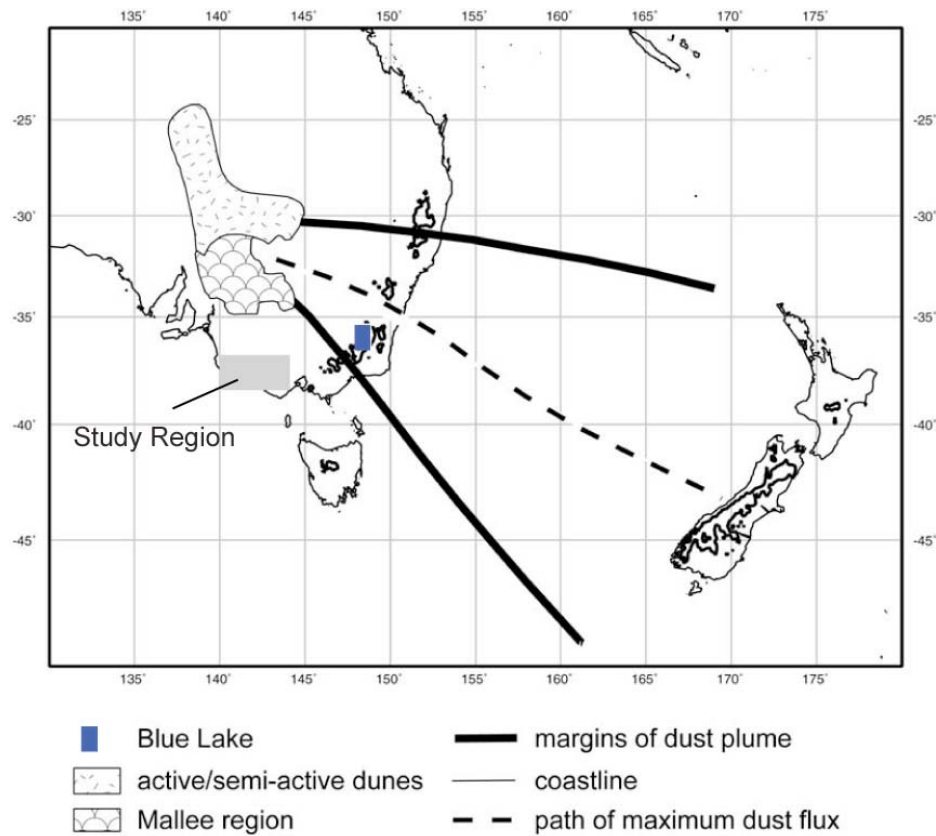 135˚ 140˚ 145˚ 150˚ 155˚ 160˚ 165˚ 170˚ 175˚
-25˚ -25˚
-30˚ -30˚
-35˚ -35˚
Study Region
-40˚ -40˚
-45˚ -45˚
135˚ 140˚ 145˚ 150˚ 155˚ 160˚ 165˚ 170˚ 175˚
Blue Lake margins of dust plume
active/semi-active dunes coastline
Mallee region path of maximum dust flux